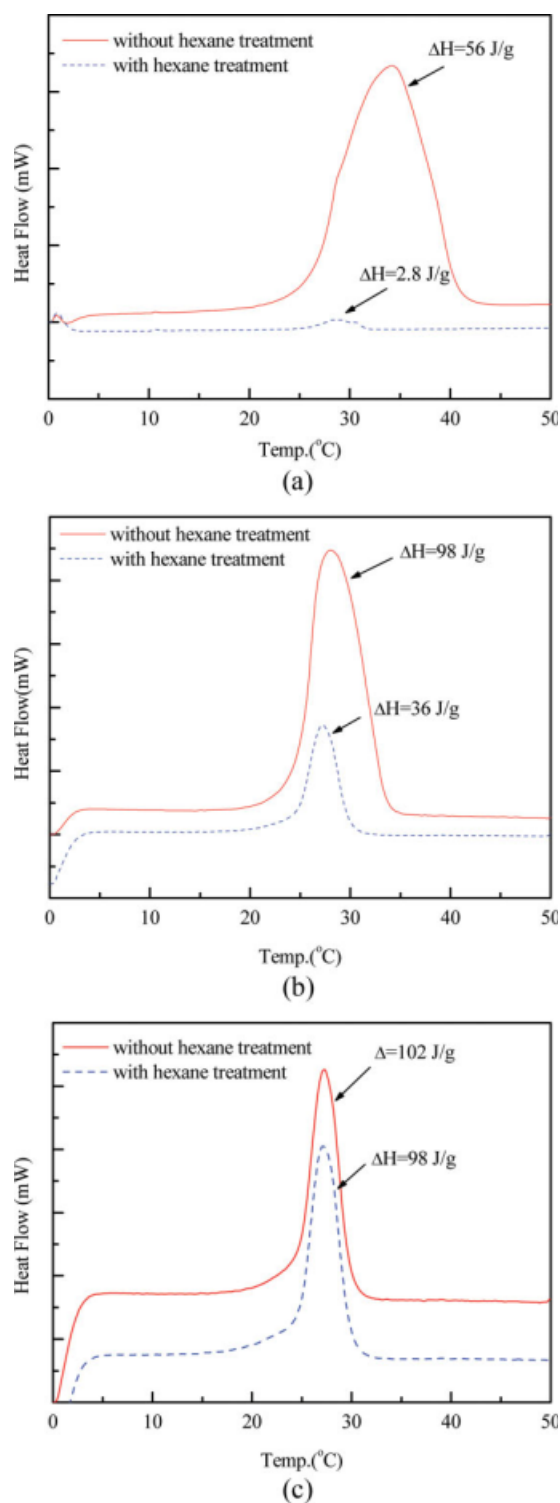 without hexane treatment
with hexane treatment
ΔH=56 J/g
ΔH=2.8 J/g
Heat Flow (mW)
0 10 20 30 40 50
Temp.(°C)
(a)
without hexane treatment
with hexane treatment
ΔH=98 J/g
ΔH=36 J/g
Heat Flow(mW)
0 10 20 30 40 50
Temp.(°C)
(b)
without hexane treatment
with hexane treatment
Δ=102 J/g
ΔH=98 J/g
Heat Flow (mW)
0 10 20 30 40 50
Temp.(°C)
(c)